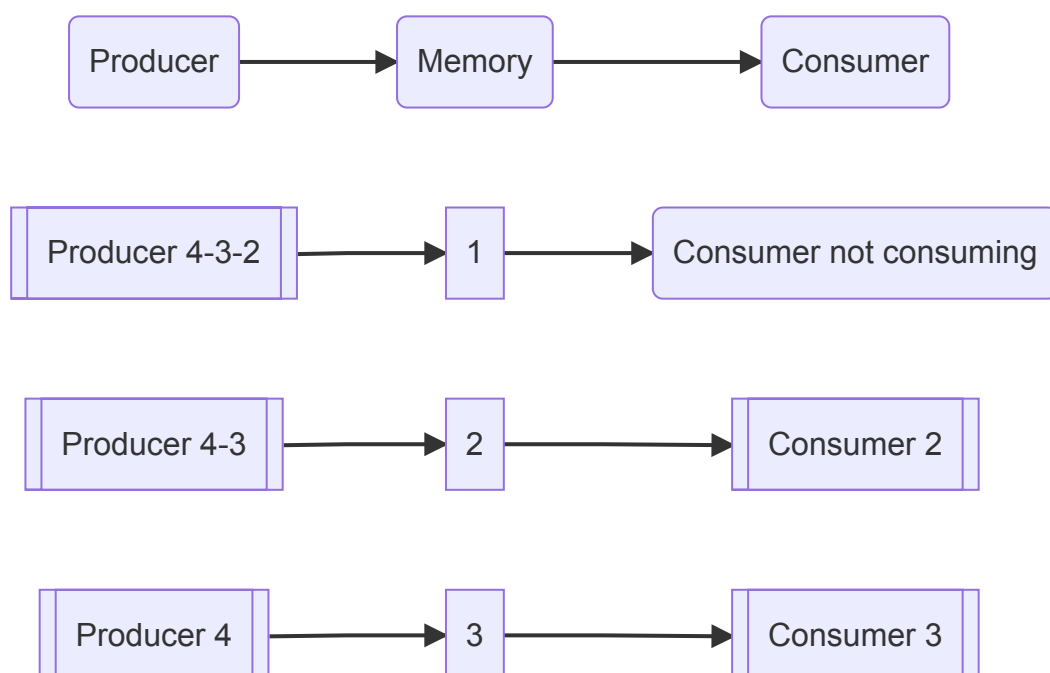 Producer Memory Consumer
Producer 4-3-2 1 Consumer not consuming
Producer 4-3 2 Consumer 2
Producer 4 3 Consumer 3